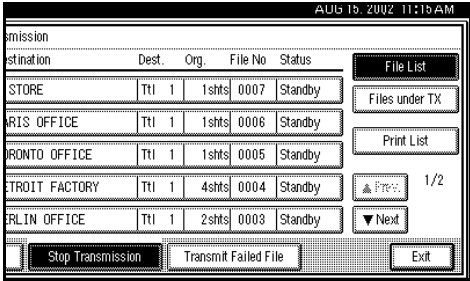 AUG 15. 2002 11:15 AM
smission
estination Dest. Org. File No Status
File List
STORE Ttl 1 1shts 0007 Standby
Files under TX
ARIS OFFICE Ttl 1 1shts 0006 Standby
Print List
ORONTO OFFICE Ttl 1 1shts 0005 Standby
ETROIT FACTORY Ttl 1 4shts 0004 Standby
▲ Prev. 1/2
ERLIN OFFICE Ttl 1 2shts 0003 Standby
▼ Next
Stop Transmission Transmit Failed File Exit